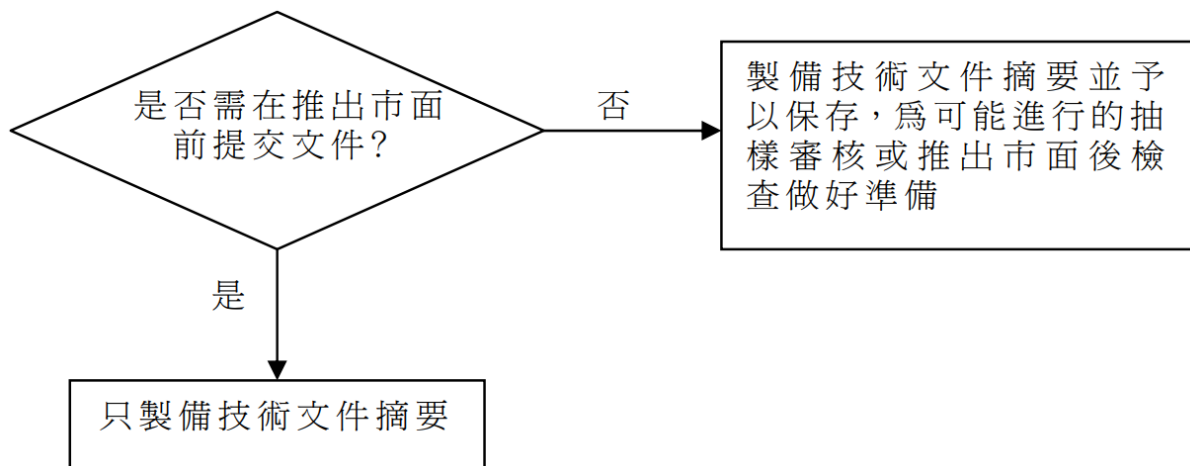 是否需在推出市面
前提交文件?
否
製備技術文件摘要並予
以保存，爲可能進行的抽
樣審核或推出市面後檢
查做好準備
是
只製備技術文件摘要